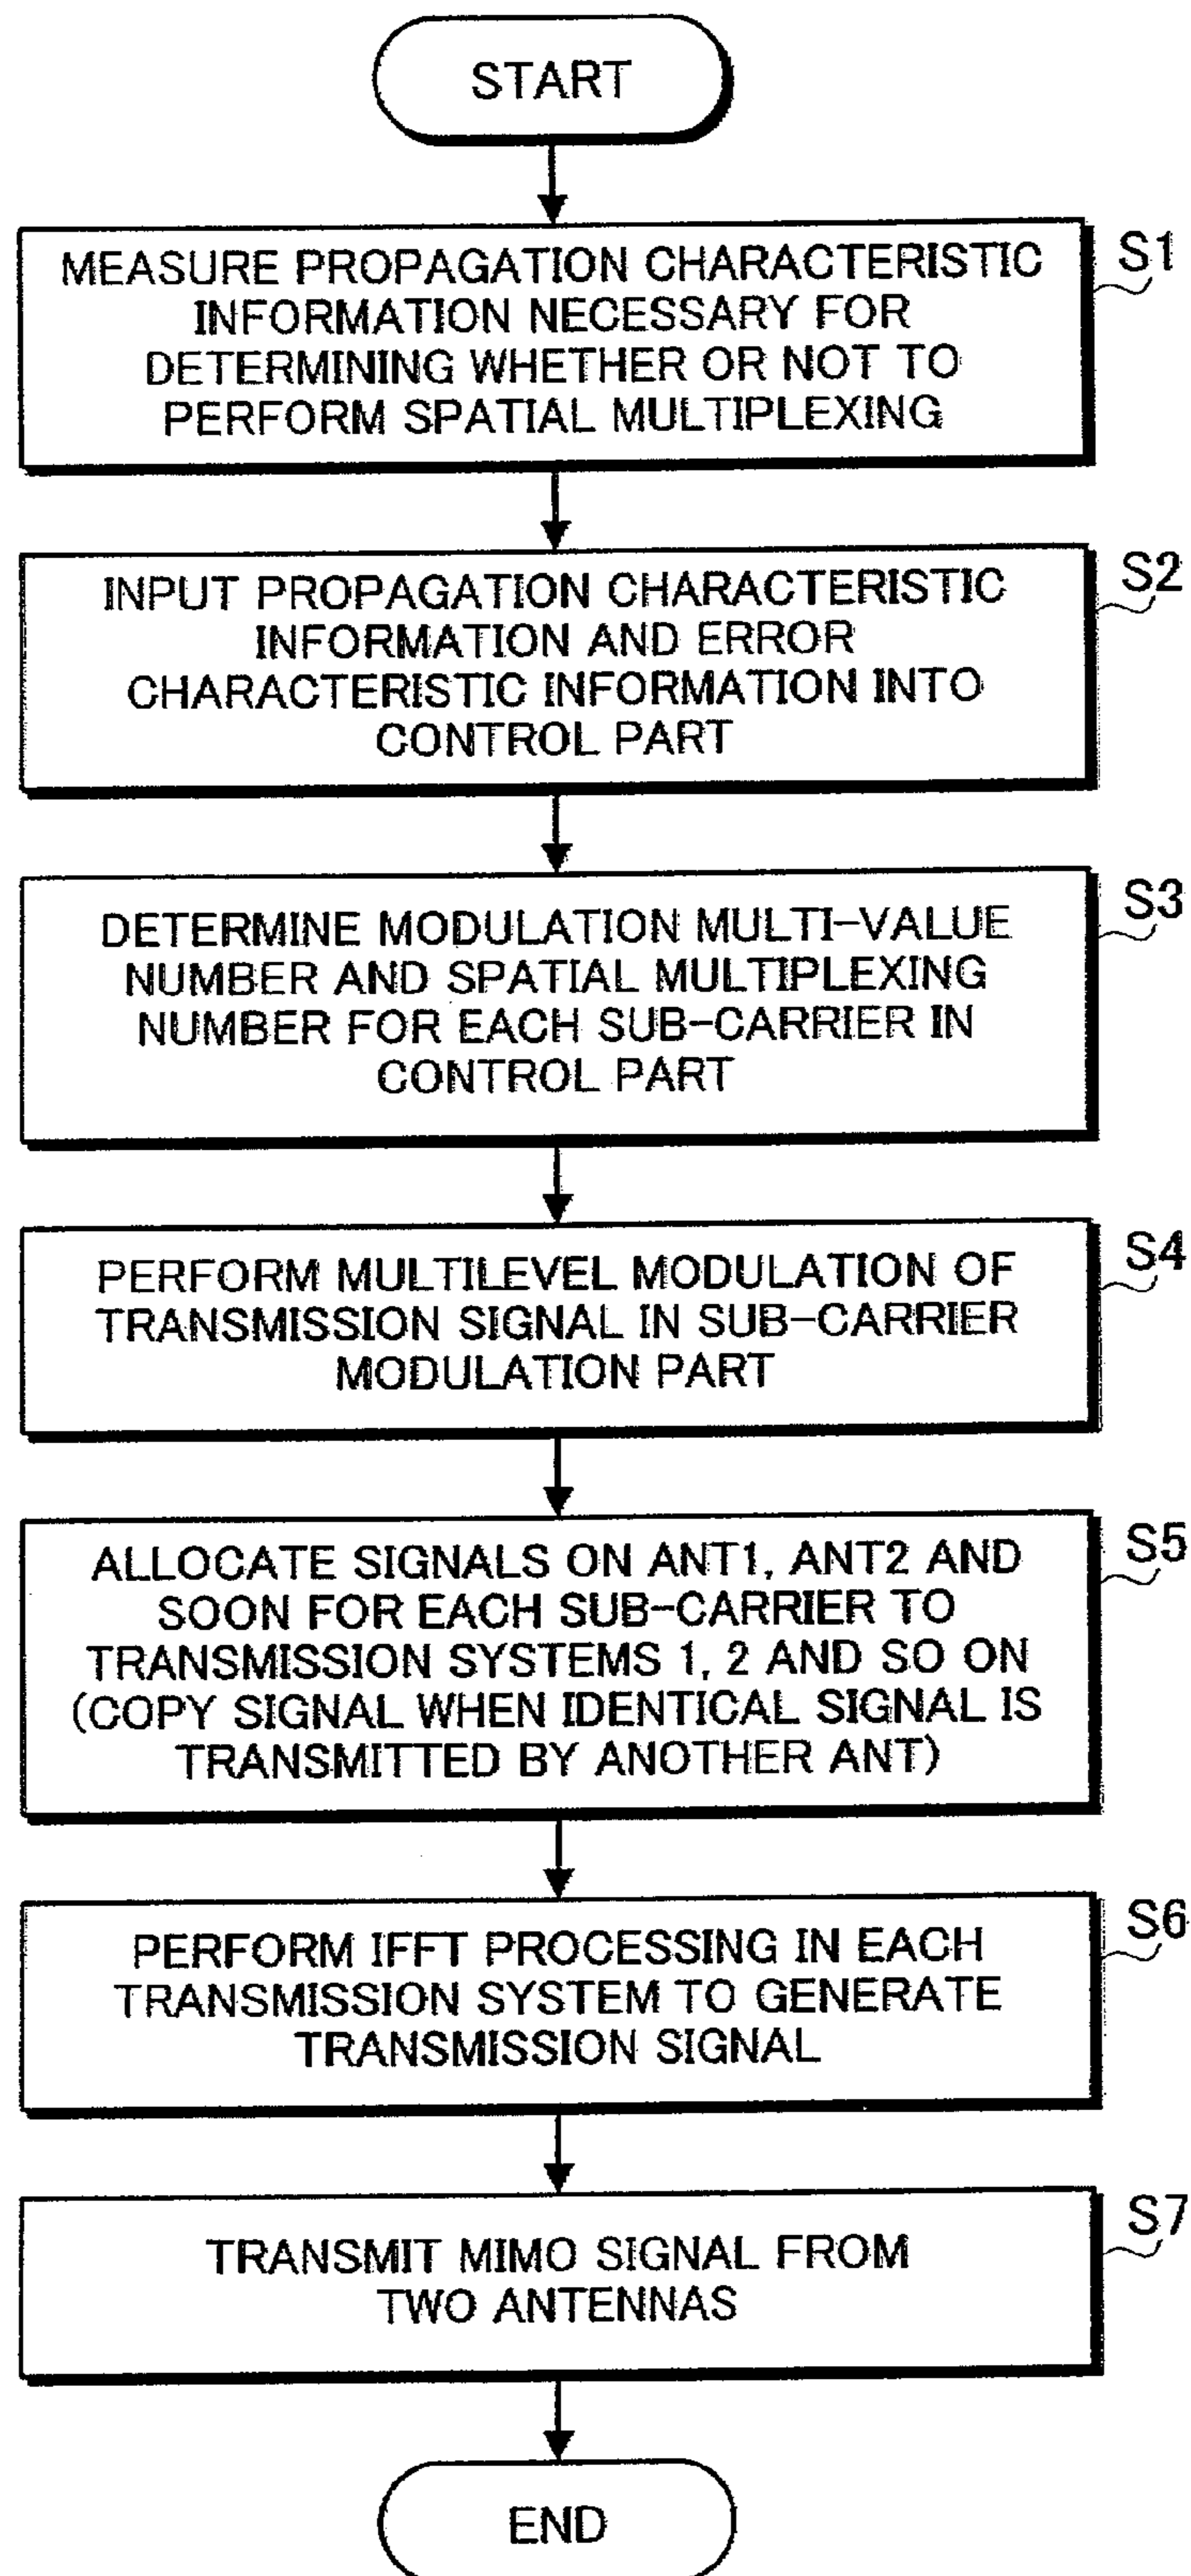 START
MEASURE PROPAGATION CHARACTERISTIC
INFORMATION NECESSARY FOR
DETERMINING WHETHER OR NOT TO
PERFORM SPATIAL MULTIPLEXING
S1
INPUT PROPAGATION CHARACTERISTIC
INFORMATION AND ERROR
CHARACTERISTIC INFORMATION INTO
CONTROL PART
S2
DETERMINE MODULATION MULTI-VALUE
NUMBER AND SPATIAL MULTIPLEXING
NUMBER FOR EACH SUB-CARRIER IN
CONTROL PART
S3
PERFORM MULTILEVEL MODULATION OF
TRANSMISSION SIGNAL IN SUB-CARRIER
MODULATION PART
S4
ALLOCATE SIGNALS ON ANT1, ANT2 AND
SOON FOR EACH SUB-CARRIER TO
TRANSMISSION SYSTEMS 1, 2 AND SO ON
(COPY SIGNAL WHEN IDENTICAL SIGNAL IS
TRANSMITTED BY ANOTHER ANT)
S5
PERFORM IFFT PROCESSING IN EACH
TRANSMISSION SYSTEM TO GENERATE
TRANSMISSION SIGNAL
S6
TRANSMIT MIMO SIGNAL FROM
TWO ANTENNAS
S7
END